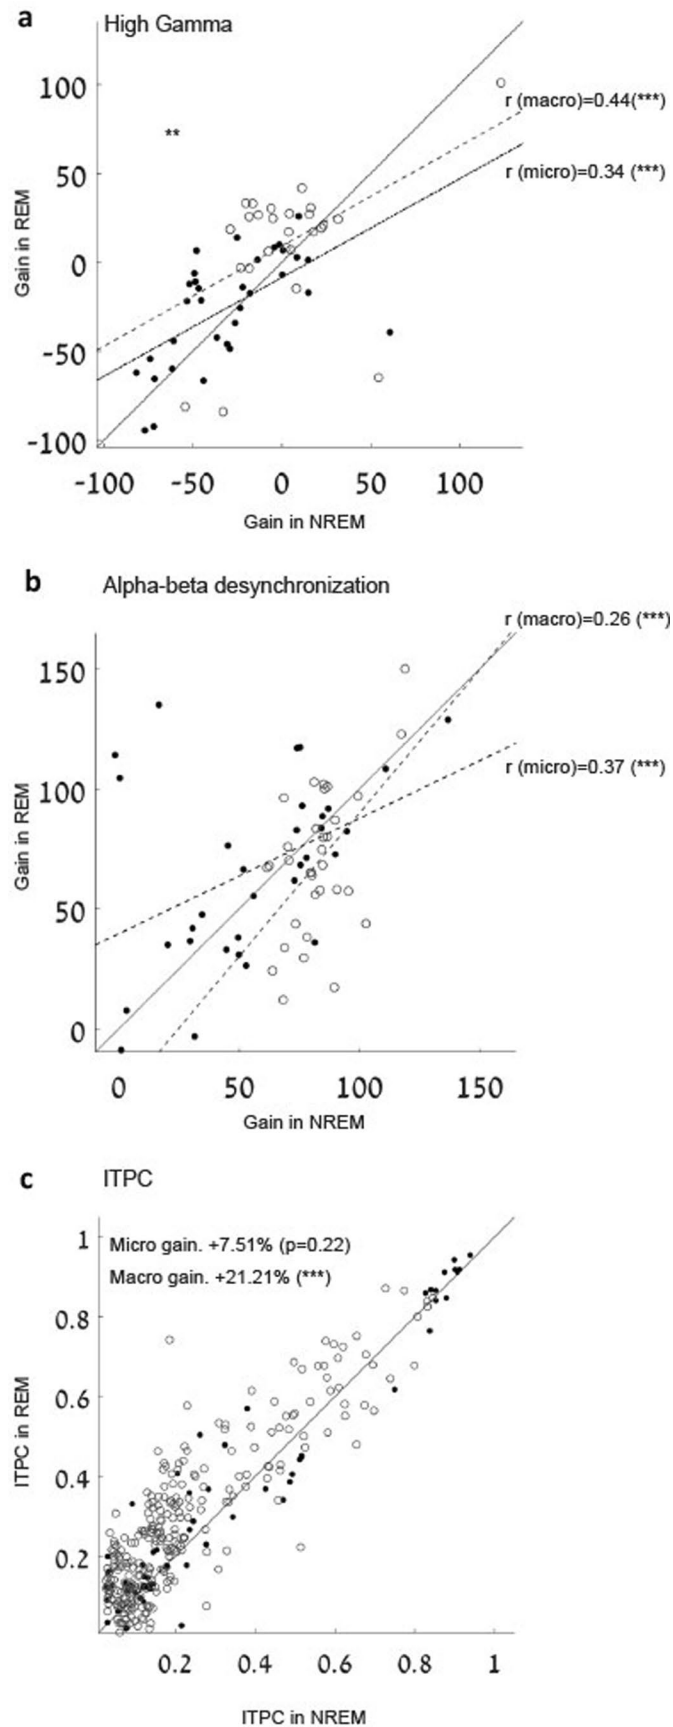 a
High Gamma
100
50
0
-50
-100
Gain in REM
**
r (macro)=0.44(***)
r (micro)=0.34 (***)
-100 -50 0 50 100
Gain in NREM
b
Alpha-beta desynchronization
150
100
50
0
Gain in REM
r (macro)=0.26 (***)
r (micro)=0.37 (***)
0 50 100 150
Gain in NREM
c
ITPC
1
0.8
0.6
0.4
0.2
ITPC in REM
Micro gain. +7.51% (p=0.22)
Macro gain. +21.21% (***)
0.2 0.4 0.6 0.8 1
ITPC in NREM